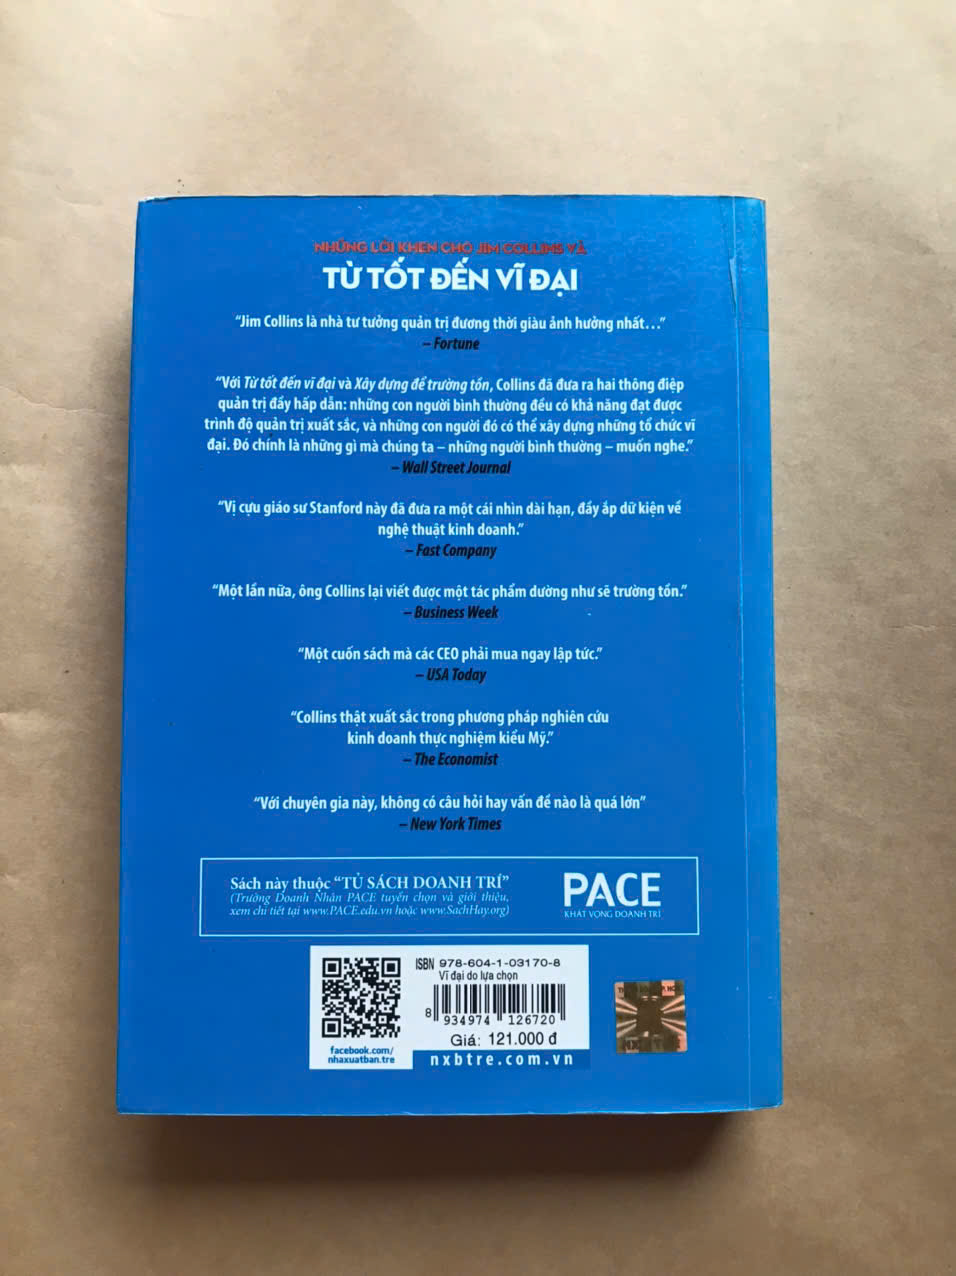 NHỮNG LỜI KHEN CHO JIM COLLINS VÀ
TỪ TỐT ĐẾN VĨ ĐẠI
“Jim Collins là nhà tư tưởng quản trị đương thời giàu ảnh hưởng nhất…”
– Fortune
“Với Từ tốt đến vĩ đại và Xây dựng để trường tồn, Collins đã đưa ra hai thông điệp
quản trị đầy hấp dẫn: những con người bình thường đều có khả năng đạt được
trình độ quản trị xuất sắc, và những con người đó có thể xây dựng những tổ chức vĩ
đại. Đó chính là những gì mà chúng ta – những người bình thường – muốn nghe.”
– Wall Street Journal
“Vị cựu giáo sư Stanford này đã đưa ra một cái nhìn dài hạn, đầy ắp dữ kiện về
nghệ thuật kinh doanh.”
– Fast Company
“Một lần nữa, ông Collins lại viết được một tác phẩm dường như sẽ trường tồn.”
– Business Week
“Một cuốn sách mà các CEO phải mua ngay lập tức.”
– USA Today
“Collins thật xuất sắc trong phương pháp nghiên cứu
kinh doanh thực nghiệm kiểu Mỹ.”
– The Economist
“Với chuyên gia này, không có câu hỏi hay vấn đề nào là quá lớn”
– New York Times
Sách này thuộc “TỦ SÁCH DOANH TRÍ”
(Trường Doanh Nhân PACE tuyển chọn và giới thiệu,
xem chi tiết tại www.PACE.edu.vn hoặc www.SachHay.org)
PACE
KHÁT VỌNG DOANH TRÍ
facebook.com/
nhaxuatban.tre
ISBN 978-604-1-03170-8
Vĩ đại do lựa chọn
8 934974 126720
Giá: 121.000 đ
nxbtre.com.vn